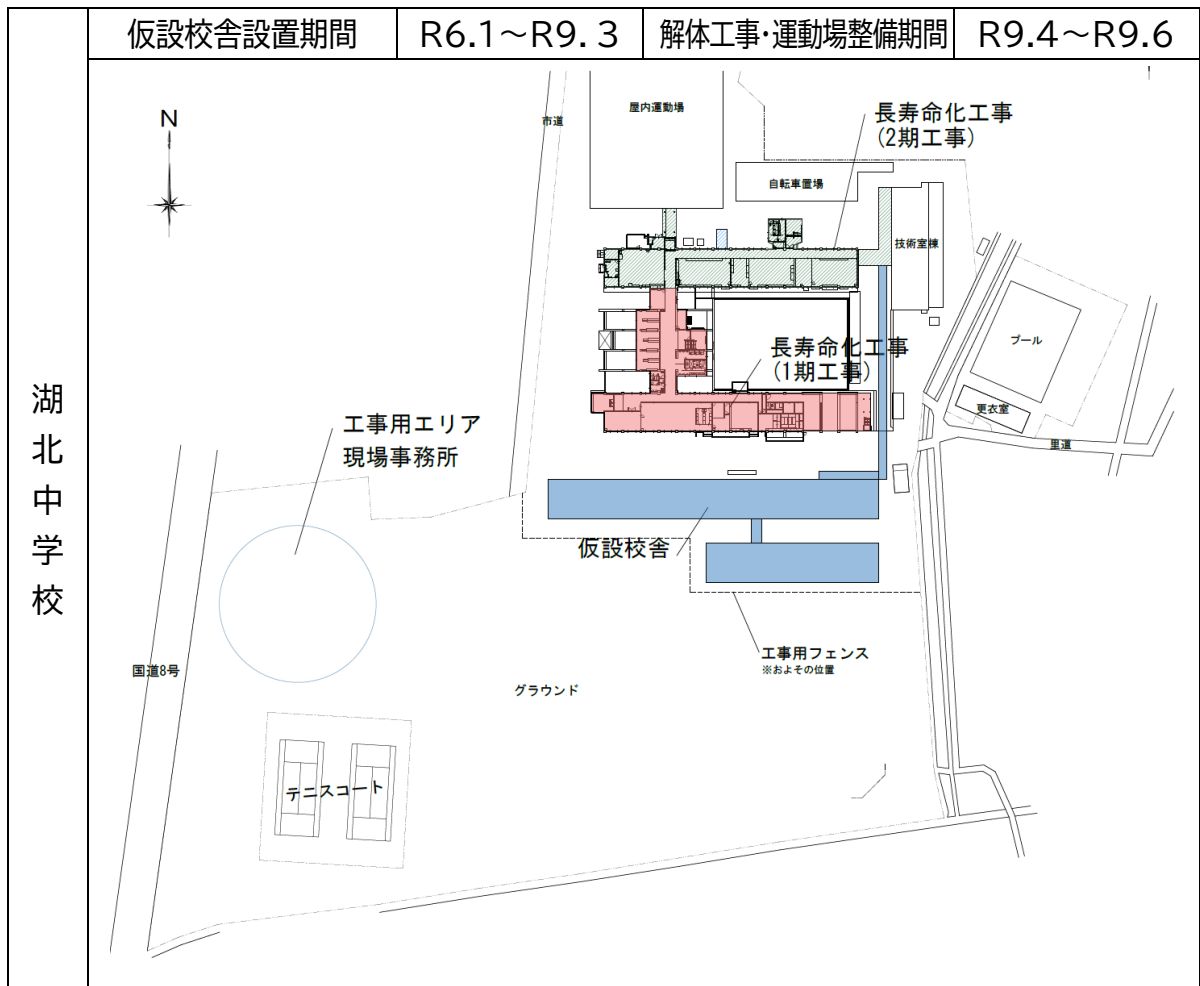 仮設校舎設置期間 R6.1～R9.3 解体工事･運動場整備期間 R9.4～R9.6
湖北中学校
N
市道
屋内運動場
長寿命化工事
(2期工事)
自転車置場
技術室棟
プール
長寿命化工事
(1期工事)
更衣室
里道
工事用エリア
現場事務所
仮設校舎
工事用フェンス
※およその位置
国道8号
グラウンド
テニスコート